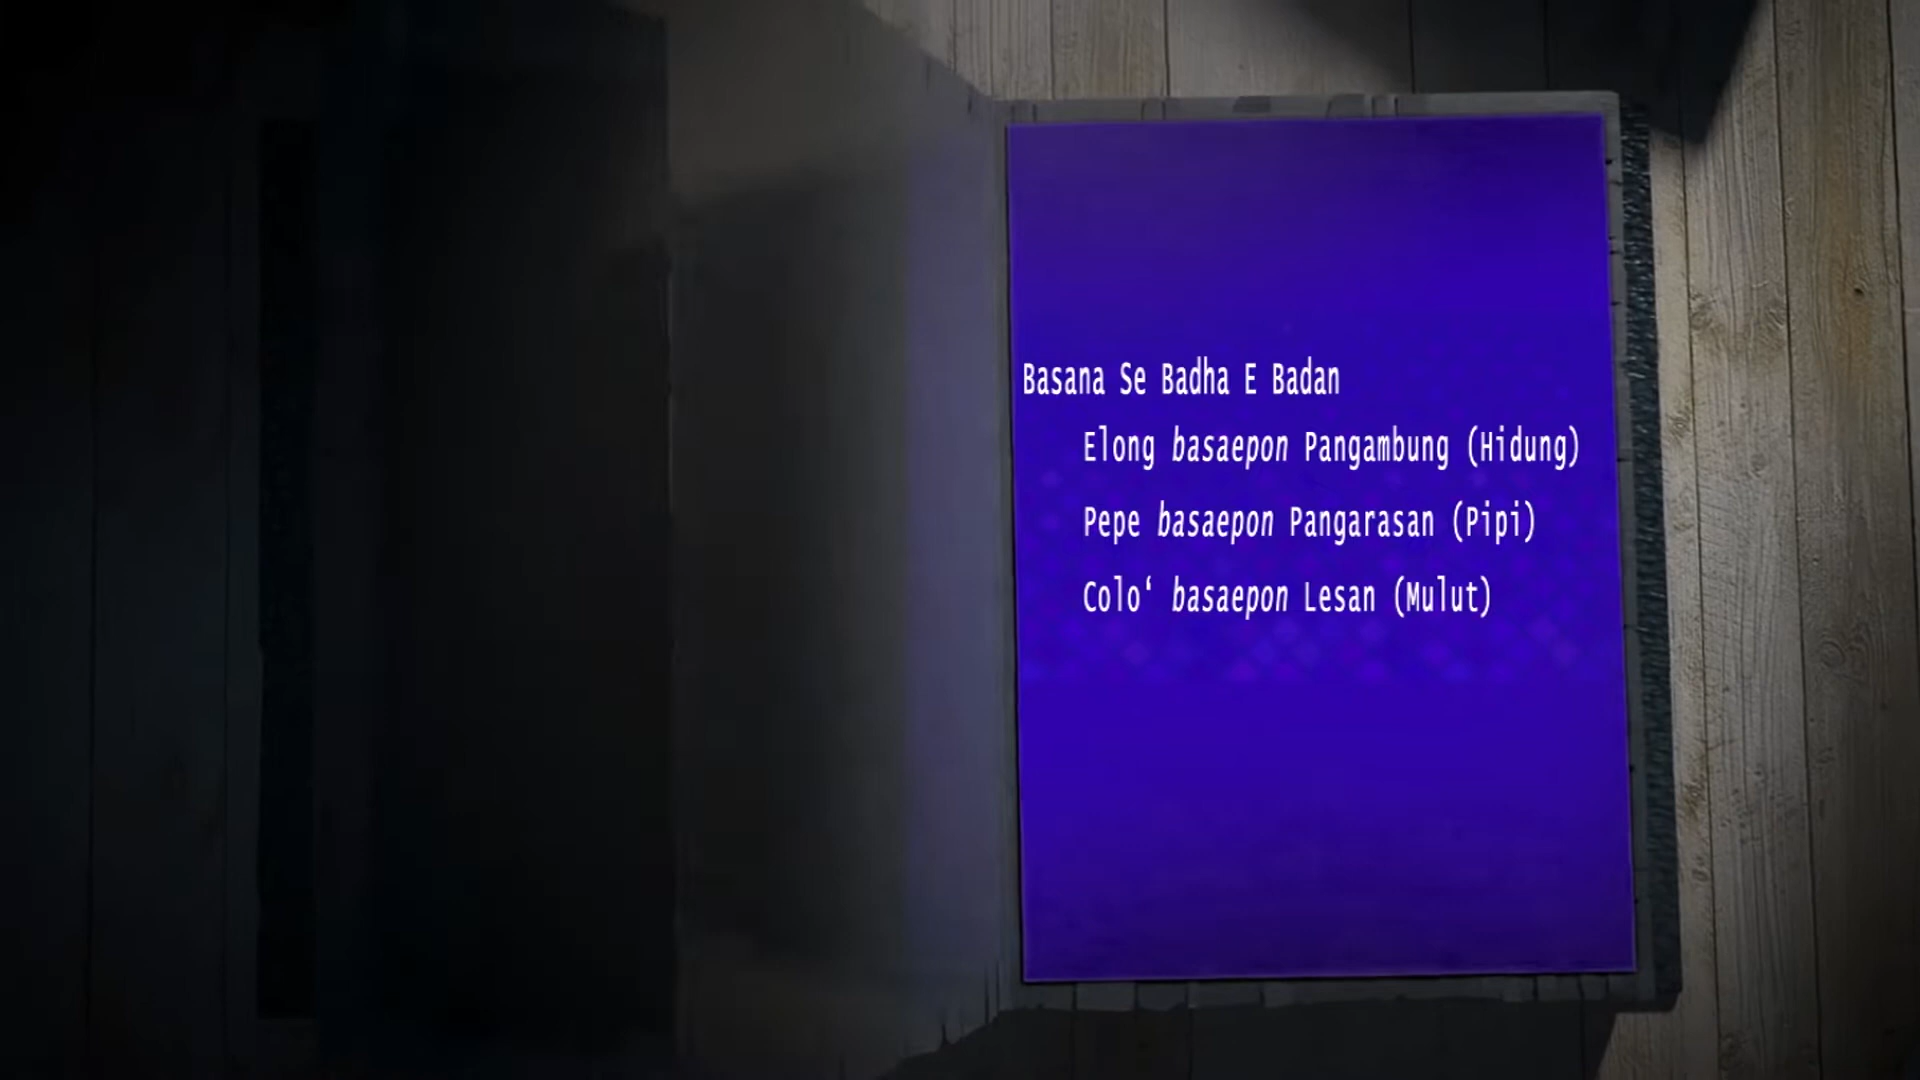 Basana Se Badha E Badan
Elong basaepon Pangambung (Hidung)
Pepe basaepon Pangarasan (Pipi)
Colo‘ basaepon Lesan (Mulut)